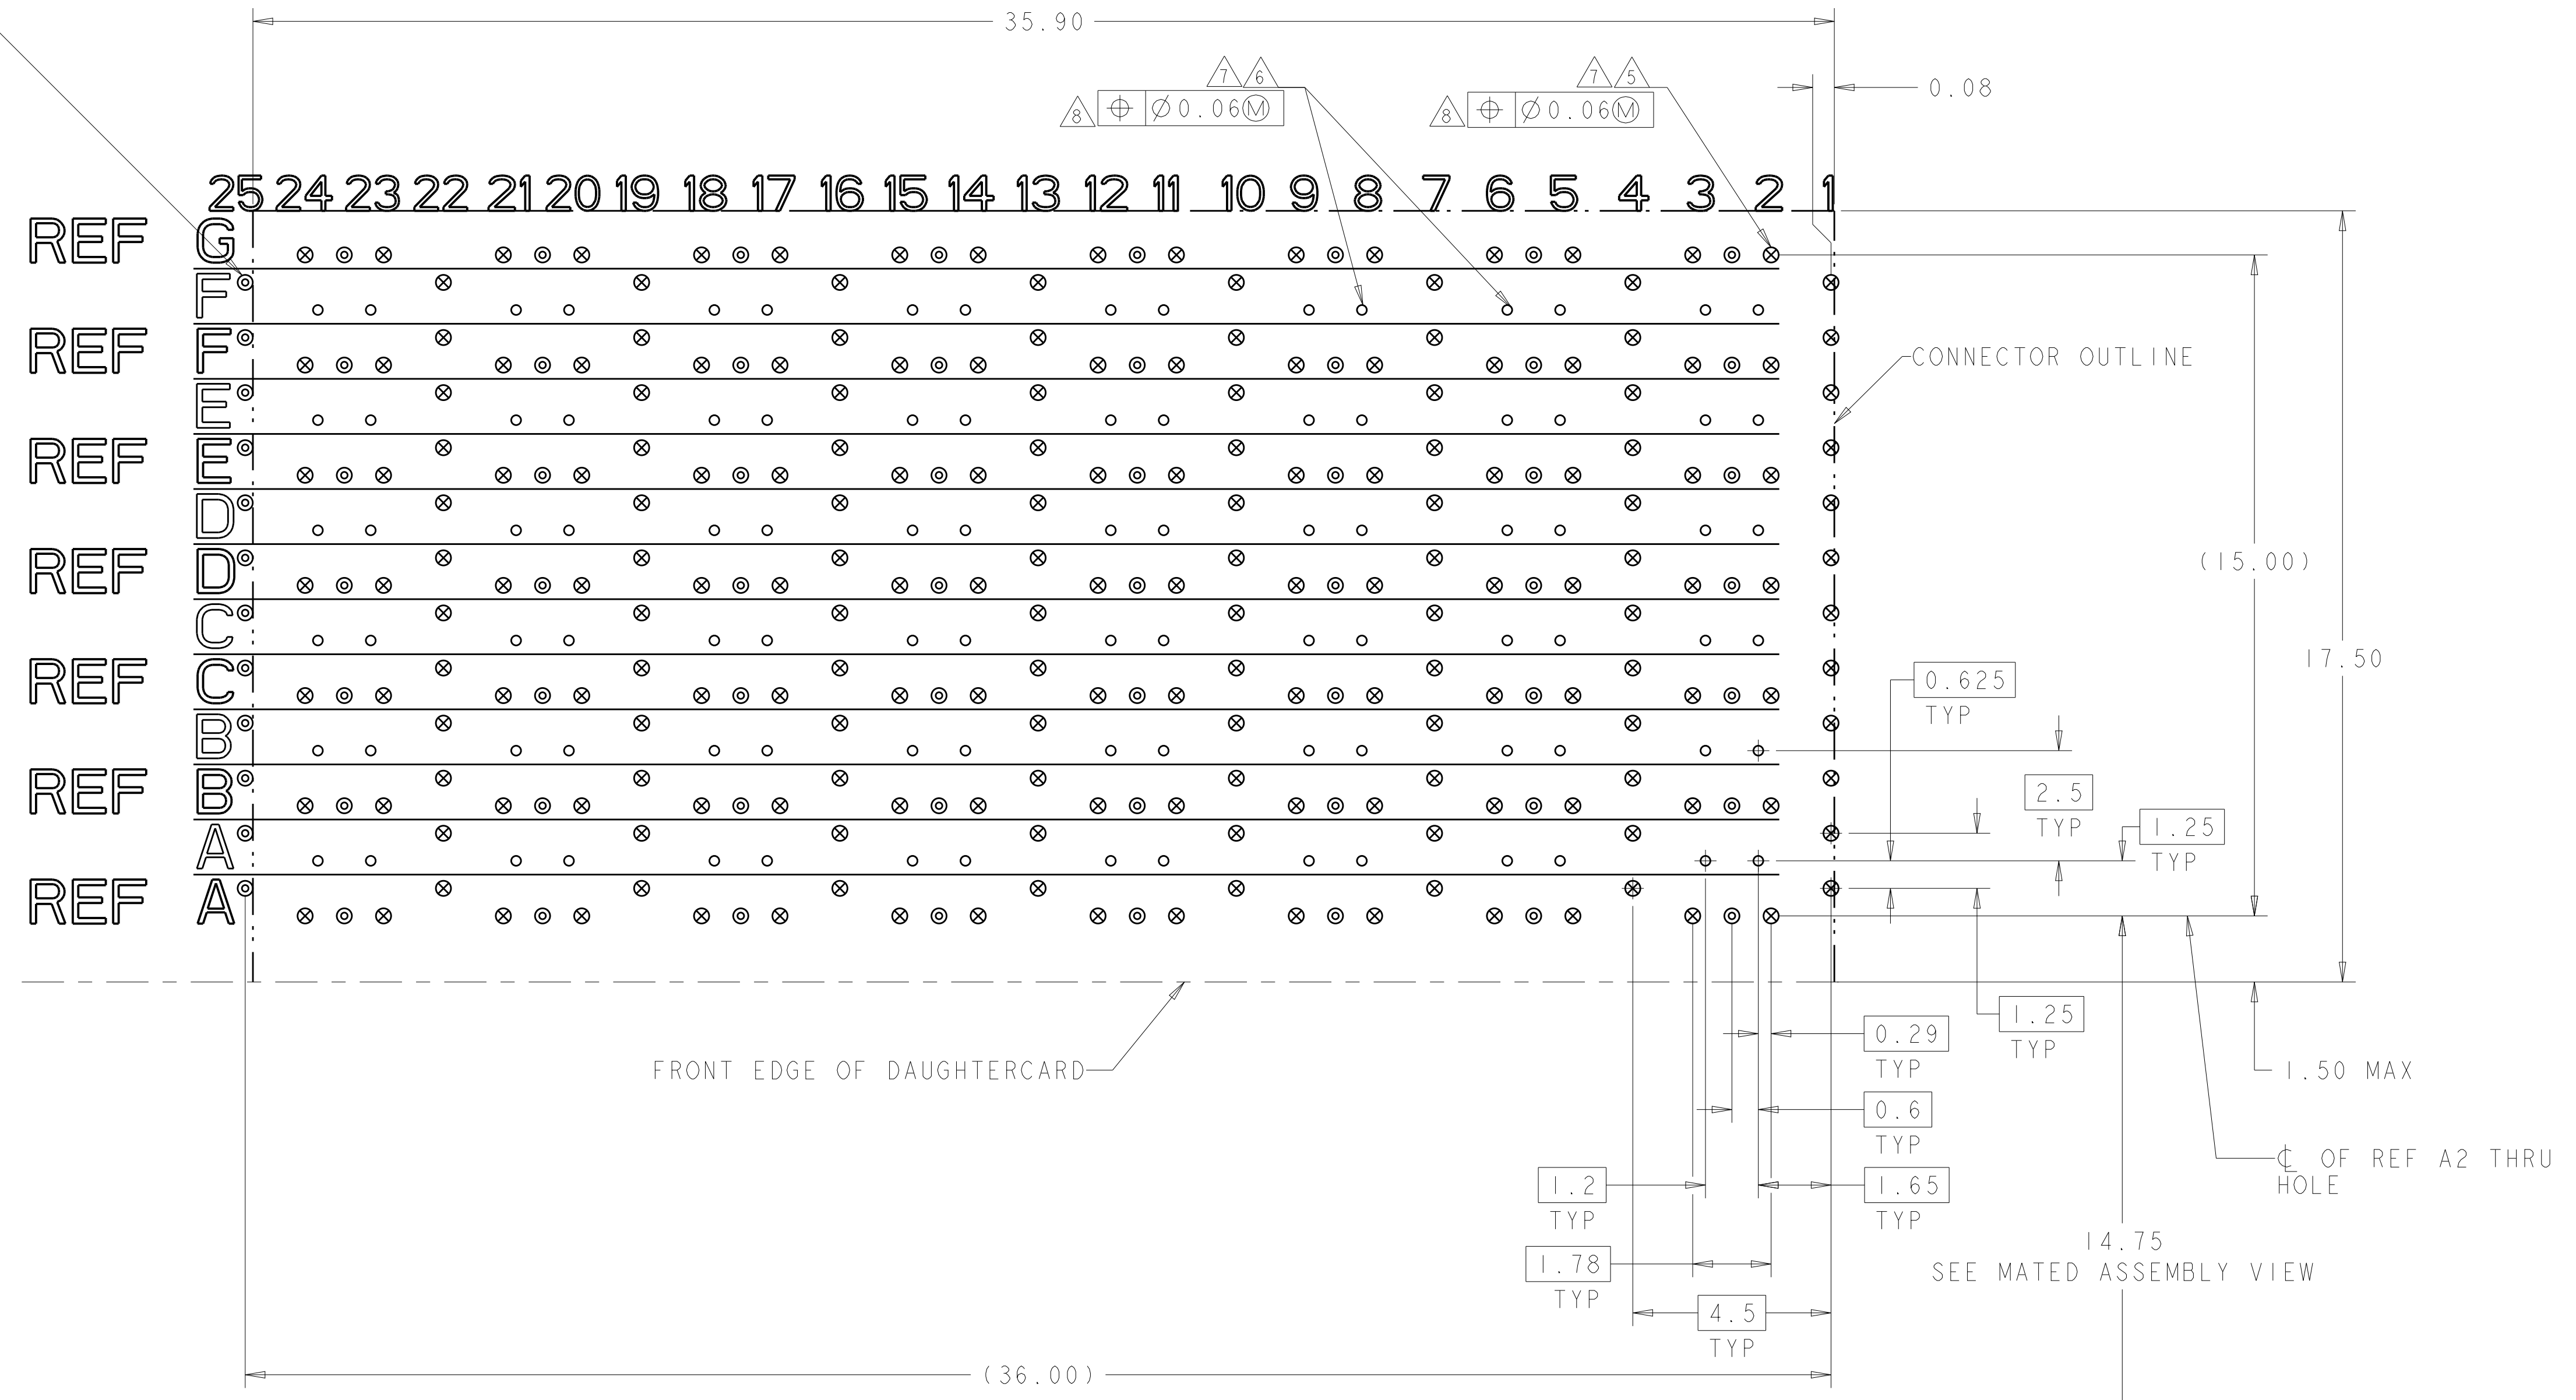 35.90
7 6
8 ⌖ Ø0.06Ⓜ
7 5
8 ⌖ Ø0.06Ⓜ
0.08
25 24 23 22 21 20 19 18 17 16 15 14 13 12 11 10 9 8 7 6 5 4 3 2 1
REF G
F
REF F
CONNECTOR OUTLINE
E
REF E
D
REF D
(15.00)
C
17.50
REF C
0.625
TYP
B
REF B
2.5
TYP
1.25
TYP
A
REF A
1.25
TYP
0.29
TYP
FRONT EDGE OF DAUGHTERCARD
1.50 MAX
0.6
TYP
℄ OF REF A2 THRU
HOLE
1.2
TYP
1.65
TYP
14.75
SEE MATED ASSEMBLY VIEW
1.78
TYP
4.5
TYP
(36.00)